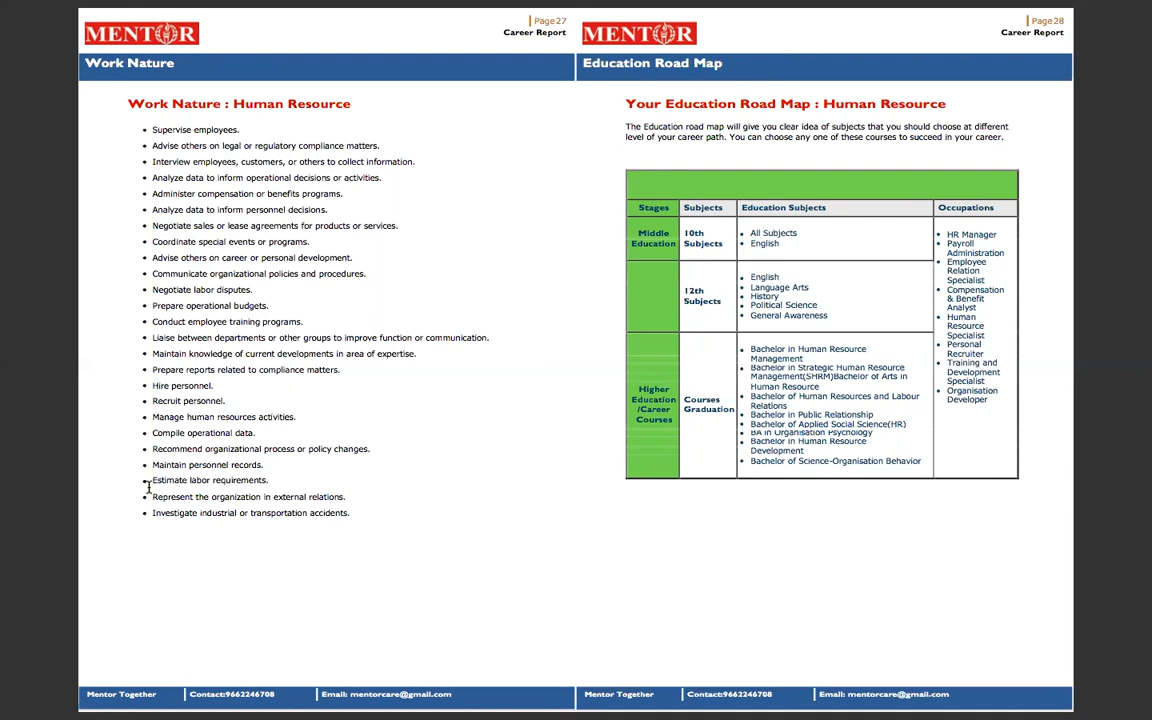 MENTOR
Page27
Career Report
Work Nature
Work Nature : Human Resource
Supervise employees.
Advise others on legal or regulatory compliance matters.
Interview employees, customers, or others to collect information.
Analyze data to inform operational decisions or activities.
Administer compensation or benefits programs.
Analyze data to inform personnel decisions.
Negotiate sales or lease agreements for products or services.
Coordinate special events or programs.
Advise others on career or personal development.
Communicate organizational policies and procedures.
Negotiate labor disputes.
Prepare operational budgets.
Conduct employee training programs.
Liaise between departments or other groups to improve function or communication.
Maintain knowledge of current developments in area of expertise.
Prepare reports related to compliance matters.
Hire personnel.
Recruit personnel.
Manage human resources activities.
Compile operational data.
Recommend organizational process or policy changes.
Maintain personnel records.
Estimate labor requirements.
Represent the organization in external relations.
Investigate industrial or transportation accidents.
Mentor Together
Contact:9662246708
Email: mentorcare@gmail.com
MENTOR
Page28
Career Report
Education Road Map
Your Education Road Map : Human Resource
The Education road map will give you clear idea of subjects that you should choose at different
level of your career path. You can choose any one of these courses to succeed in your career.
Stages
Subjects
Education Subjects
Occupations
Middle
Education
10th
Subjects
All Subjects
English
12th
Subjects
English
Language Arts
History
Political Science
General Awareness
Higher
Education
/Career
Courses
Courses
Graduation
Bachelor in Human Resource
Management
Bachelor in Strategic Human Resource
Management(SHRM)Bachelor of Arts in
Human Resource
Bachelor of Human Resources and Labour
Relations
Bachelor in Public Relationship
Bachelor of Applied Social Science(HR)
BA in Organisation Psychology
Bachelor in Human Resource
Development
Bachelor of Science-Organisation Behavior
HR Manager
Payroll
Administration
Employee
Relation
Specialist
Compensation
& Benefit
Analyst
Human
Resource
Specialist
Personal
Recruiter
Training and
Development
Specialist
Organisation
Developer
Mentor Together
Contact:9662246708
Email: mentorcare@gmail.com